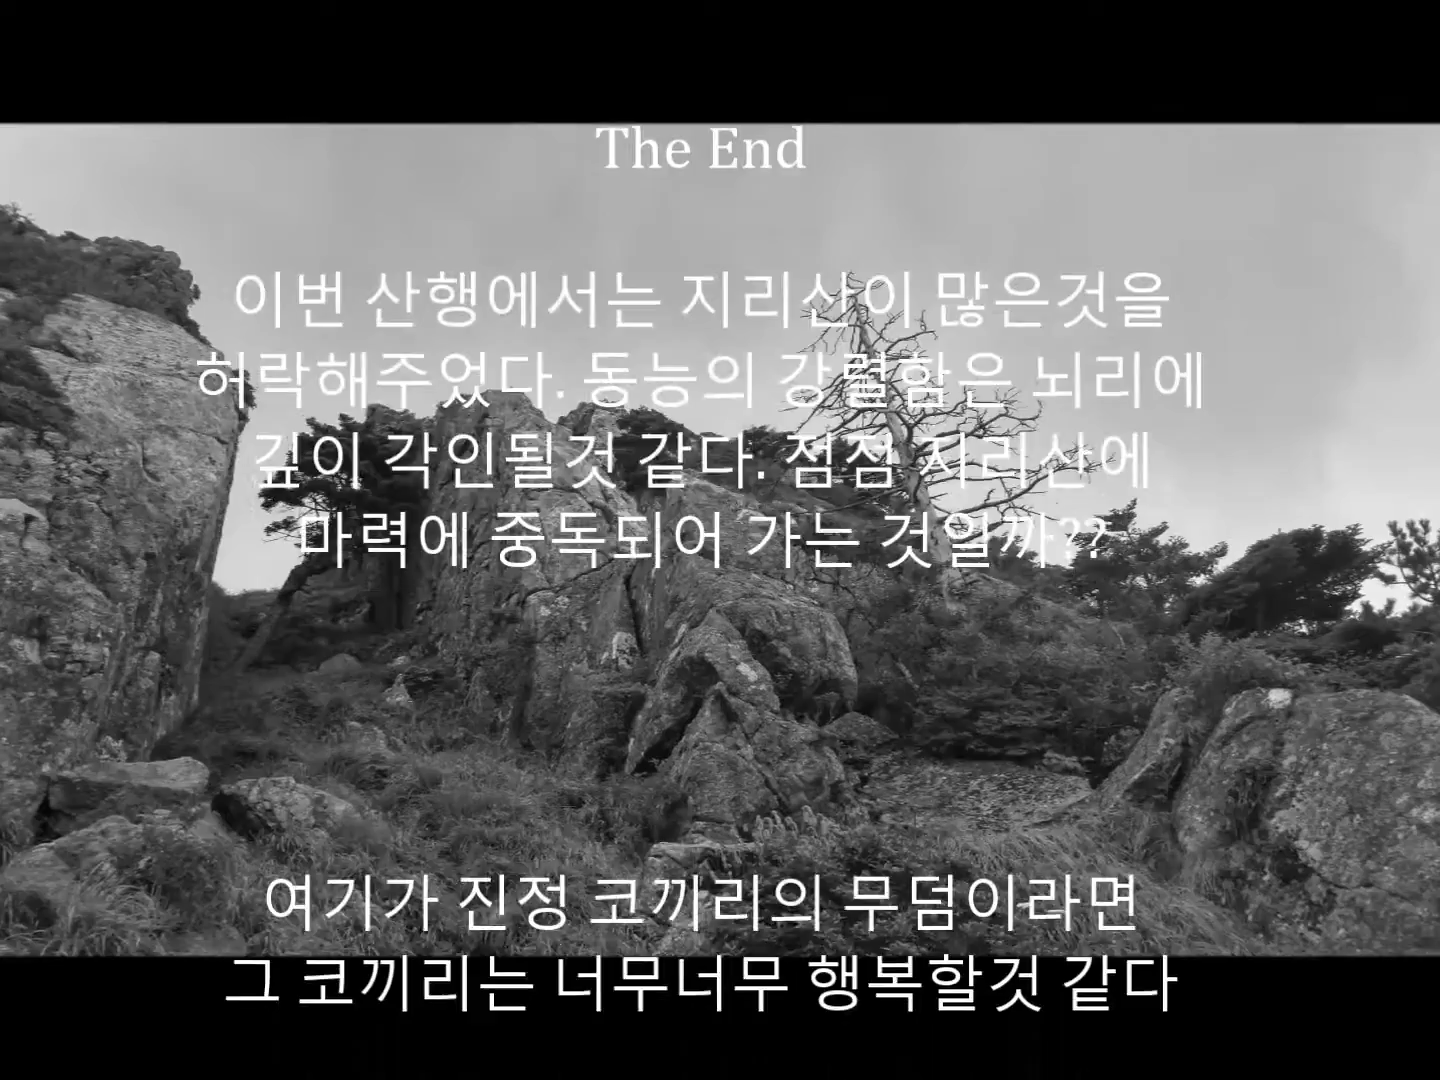 The End
이번 산행에서는 지리산이 많은것을
허락해주었다. 동능의 강렬함은 뇌리에
깊이 각인될것 같다. 점점 지리산에
마력에 중독되어 가는 것일까??
여기가 진정 코끼리의 무덤이라면
그 코끼리는 너무너무 행복할것 같다